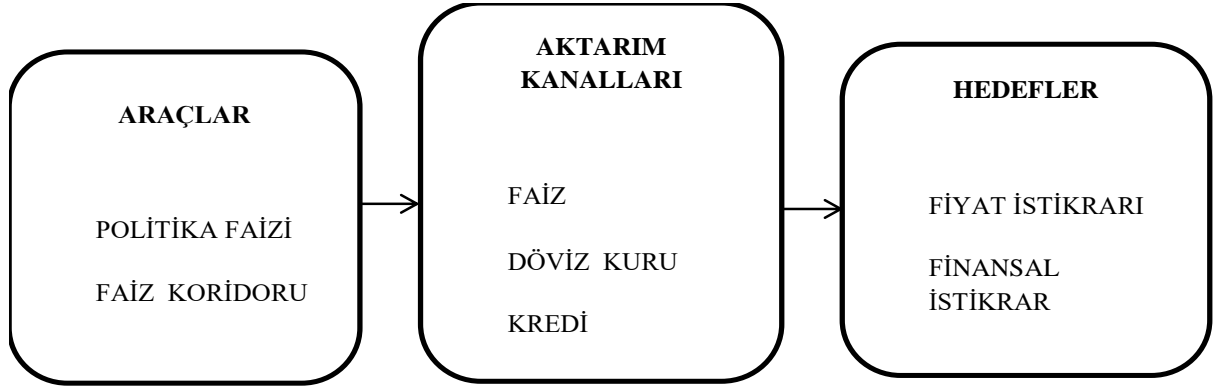 ARAÇLAR
POLİTİKA FAİZİ
FAİZ KORİDORU
AKTARIM
KANALLARI
FAİZ
DÖVİZ KURU
KREDİ
HEDEFLER
FİYAT İSTİKRARI
FİNANSAL
İSTİKRAR